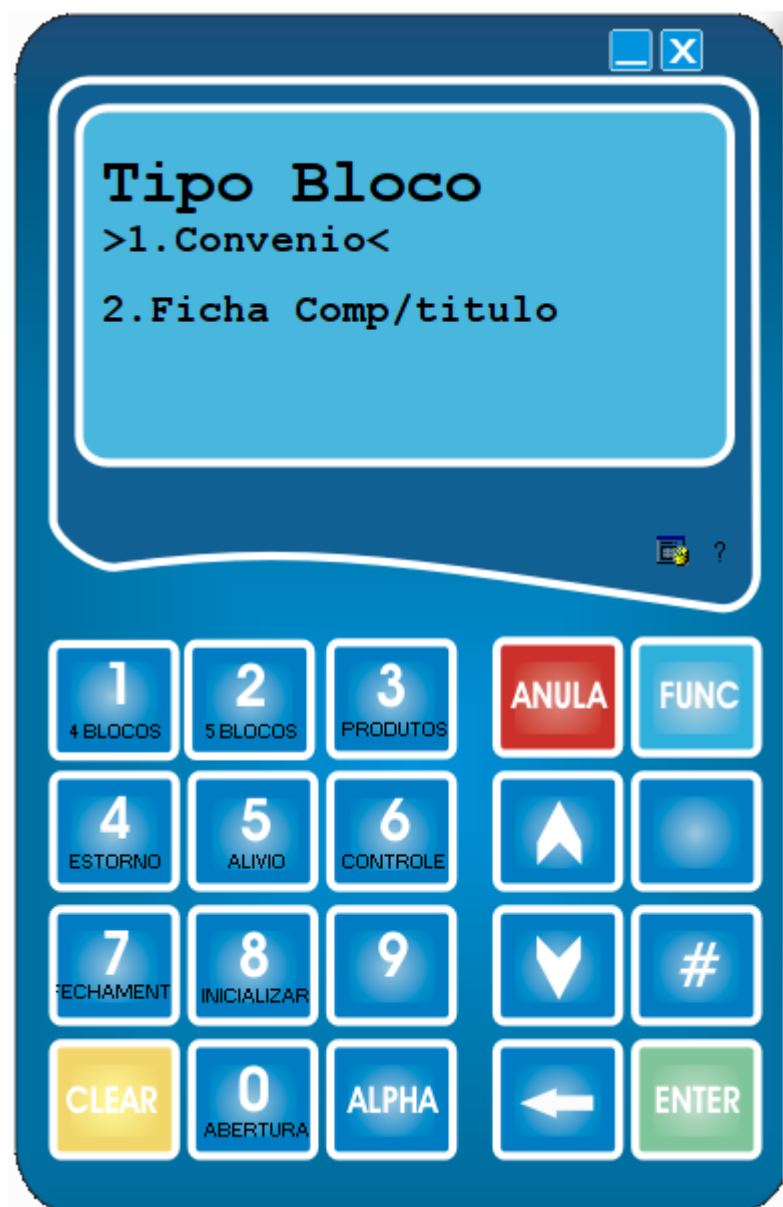 X
Tipo Bloco
>1.Convenio<
2.Ficha Comp/titulo
?
1 2 3 ANULA FUNC
4 BLOCOS 5 BLOCOS PRODUTOS
4 5 6
ESTORNO ALIVIO CONTROLE
7 8 9 #
FECHAMENT INICIALIZAR
CLEAR 0 ALPHA ENTER
ABERTURA